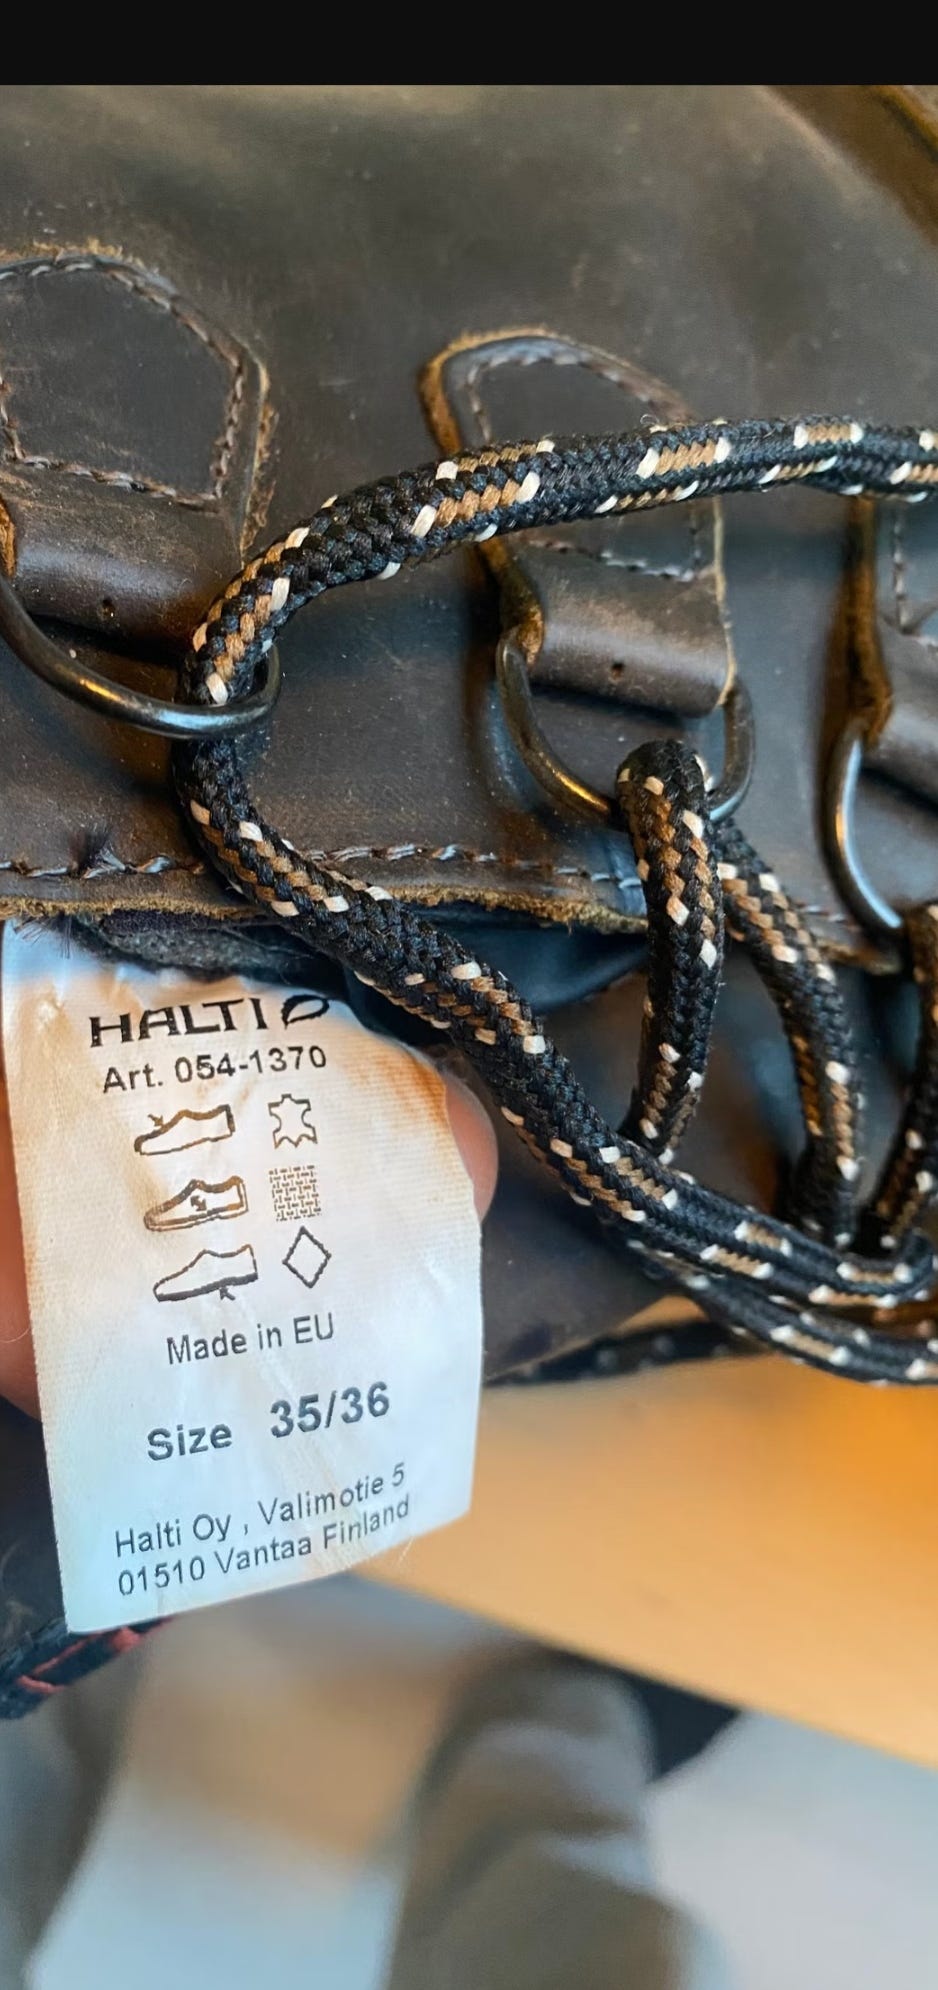 HALTI
Art. 054-1370
Made in EU
Size 35/36
Halti Oy , Valimotie 5
01510 Vantaa Finland